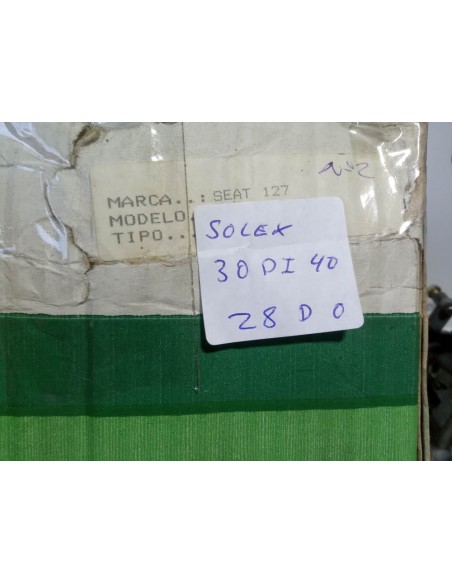 MARCA..: SEAT 127
MODELO
TIPO...
SOLEX
30 DI 40
28 D 0